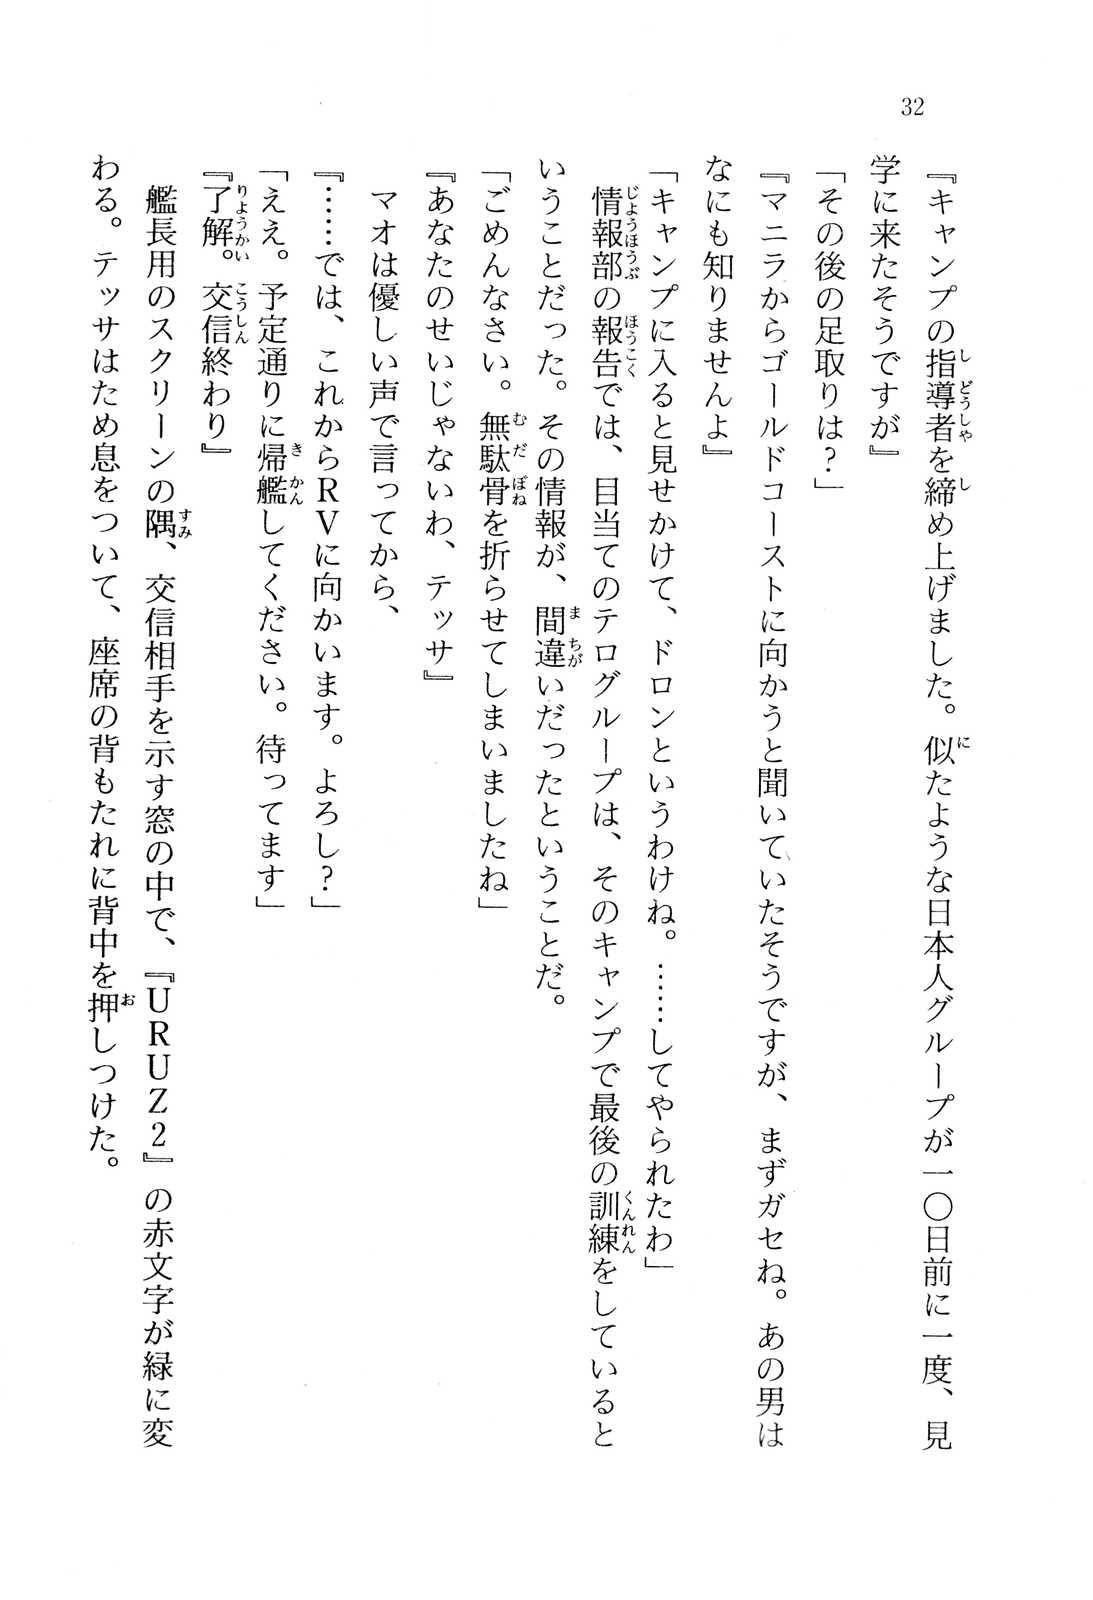 32
『キャンプの指導者を締め上げました。似たような日本人グループが一〇日前に一度、見
学に来たそうですが』
「その後の足取りは?」
『マニラからゴールドコーストに向かうと聞いていたそうですが、まずガセね。あの男は
なにも知りませんよ』
「キャンプに入ると見せかけて、ドロンというわけね。……してやられたわ」
情報部の報告では、目当てのテログループは、そのキャンプで最後の訓練をしていると
いうことだった。その情報が、間違いだったということだ。
「ごめんなさい。無駄骨を折らせてしまいましたね」
『あなたのせいじゃないわ、テッサ』
マオは優しい声で言ってから、
『……では、これからRVに向かいます。よろし?」
「ええ。予定通りに帰艦してください。待ってます」
『了解。交信終わり』
艦長用のスクリーンの隅、交信相手を示す窓の中で、『URUZ2』の赤文字が緑に変
わる。テッサはため息をついて、座席の背もたれに背中を押しつけた。